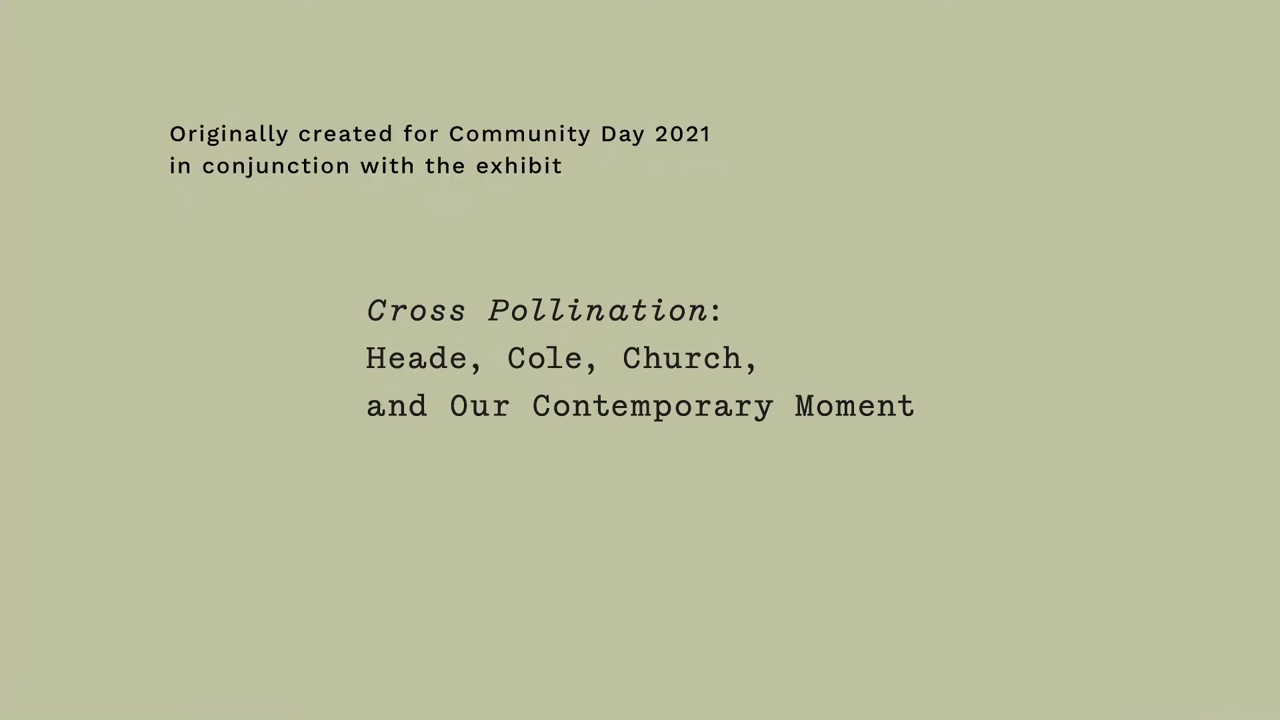 Originally created for Community Day 2021
in conjunction with the exhibit
Cross Pollination:
Heade, Cole, Church,
and Our Contemporary Moment